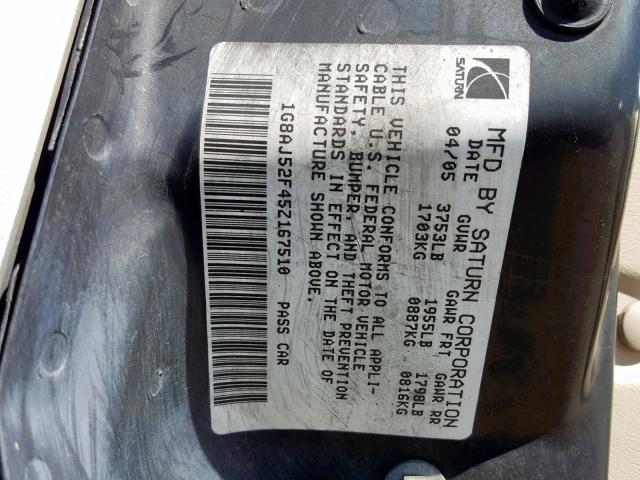 SATURN
MFD BY SATURN CORPORATION
DATE GVWR GAWR FRT GAWR RR
04/05 3753LB 1955LB 1798LB
1703KG 0887KG 0816KG
THIS VEHICLE CONFORMS TO ALL APPLI-
CABLE U.S. FEDERAL MOTOR VEHICLE
SAFETY, BUMPER, AND THEFT PREVENTION
STANDARDS IN EFFECT ON THE DATE OF
MANUFACTURE SHOWN ABOVE.
1G8AJ52F45Z167510 PASS CAR